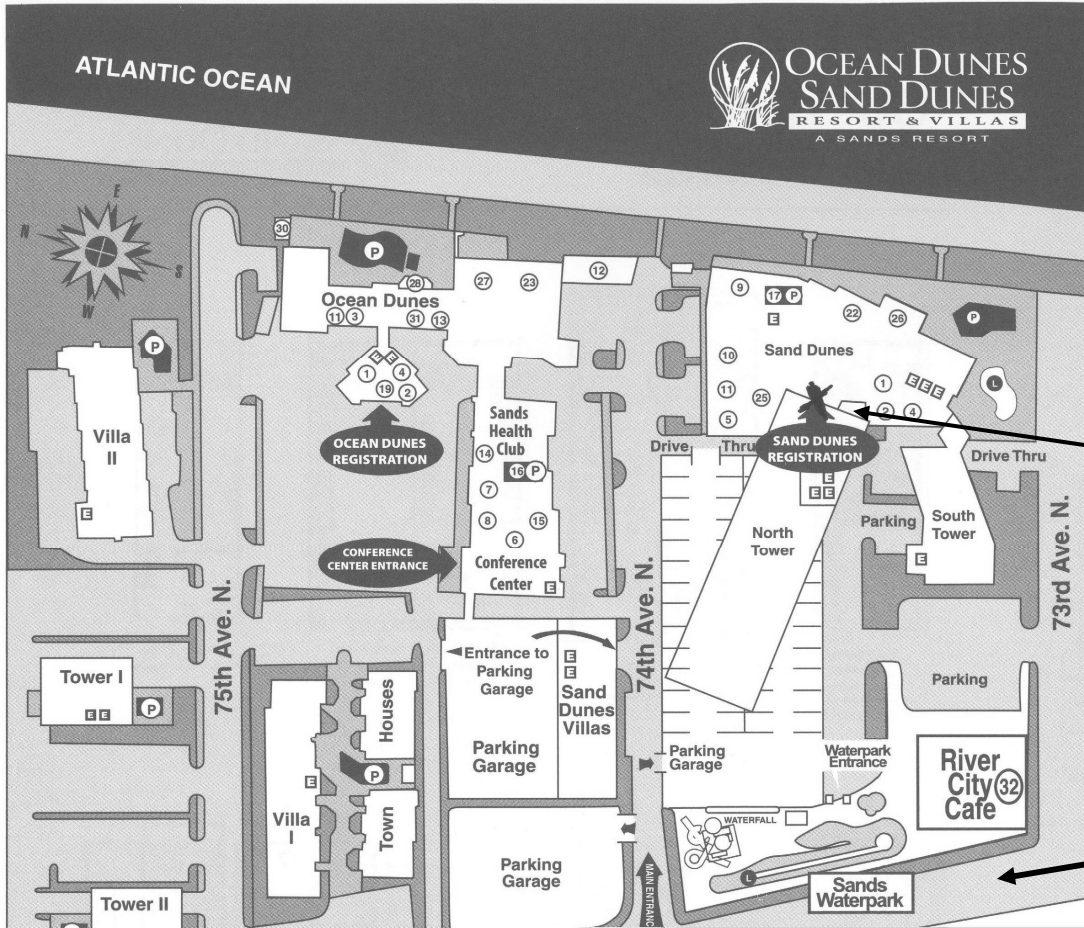 ATLANTIC OCEAN
OCEAN DUNES
SAND DUNES
RESORT & VILLAS
A SANDS RESORT
E
N
S
W
30
P
28
27
23
12
Ocean Dunes
11
3
31
13
E
E
1
4
19
2
OCEAN DUNES
REGISTRATION
P
Villa
II
E
9
17
P
E
22
26
P
Sand Dunes
10
11
5
25
1
E
E
E
2
4
L
SAND DUNES
REGISTRATION
Drive
Thru
Drive Thru
Sands
Health
Club
14
16
P
7
8
15
6
CONFERENCE
CENTER ENTRANCE
Conference
Center
E
E
E
E
North
Tower
Parking
South
Tower
E
75th Ave. N.
74th Ave. N.
73rd Ave. N.
Tower I
E
E
P
Entrance to
Parking
Garage
E
E
Sand
Dunes
Villas
Parking
Garage
Houses
P
Town
E
Villa
I
Parking
Parking
Garage
Waterpark
Entrance
River
City
Cafe
32
WATERFALL
L
Sands
Waterpark
Parking
Garage
MAIN ENTRANC
Tower II
P